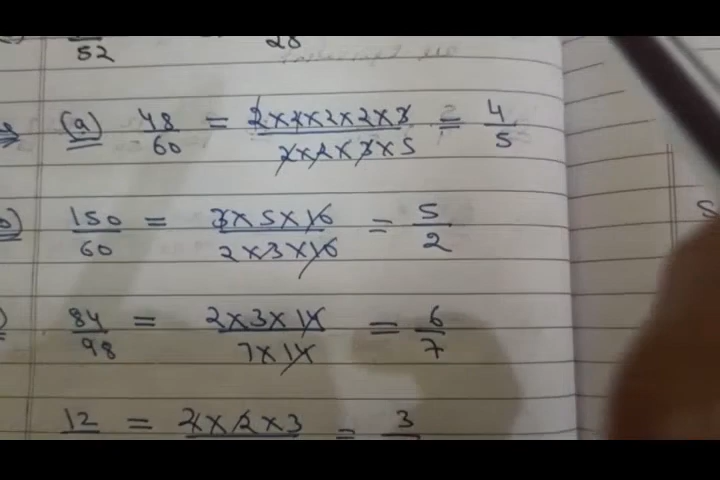 52 28
(a) 48/60 = 2×2×2×2×3 / 2×2×3×5 = 4/5
150/60 = 3×5×10 / 2×3×10 = 5/2
84/98 = 2×3×14 / 7×14 = 6/7
12 = 2×2×3 = 3